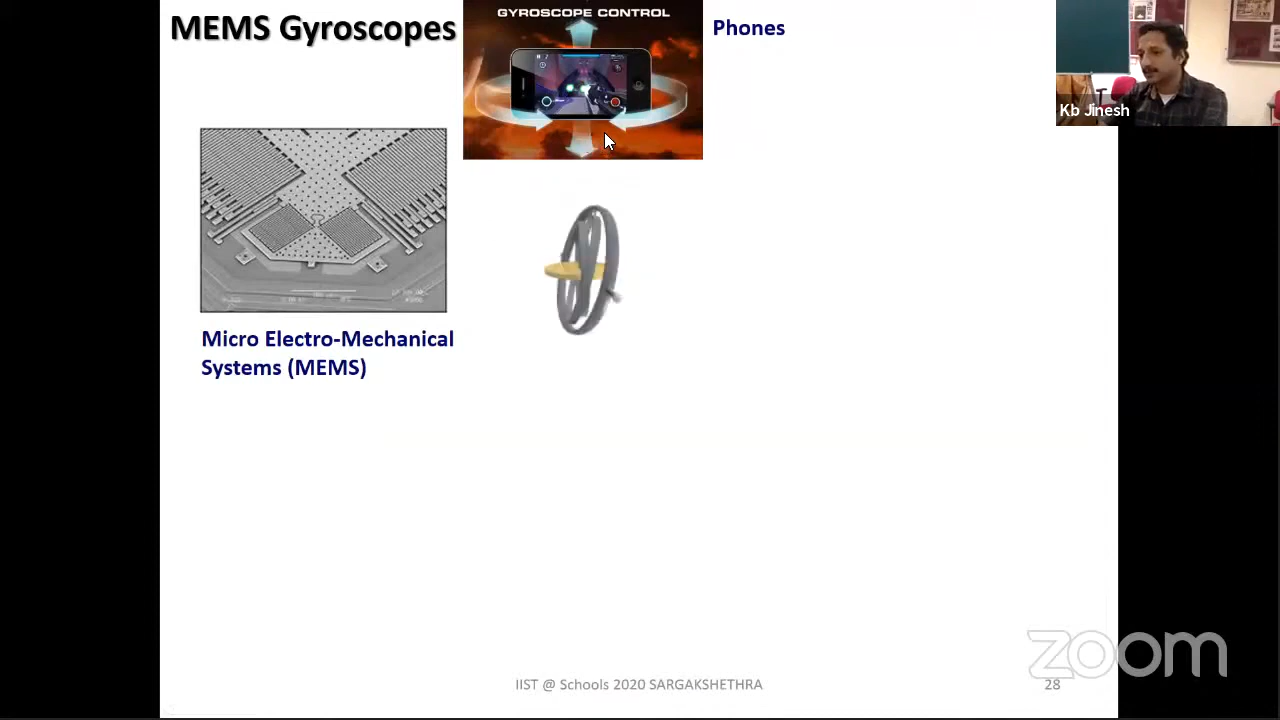 MEMS Gyroscopes
GYROSCOPE CONTROL
Phones
Kb Jinesh
Micro Electro-Mechanical
Systems (MEMS)
zoom
IIST @ Schools 2020 SARGAKSHETHRA
28